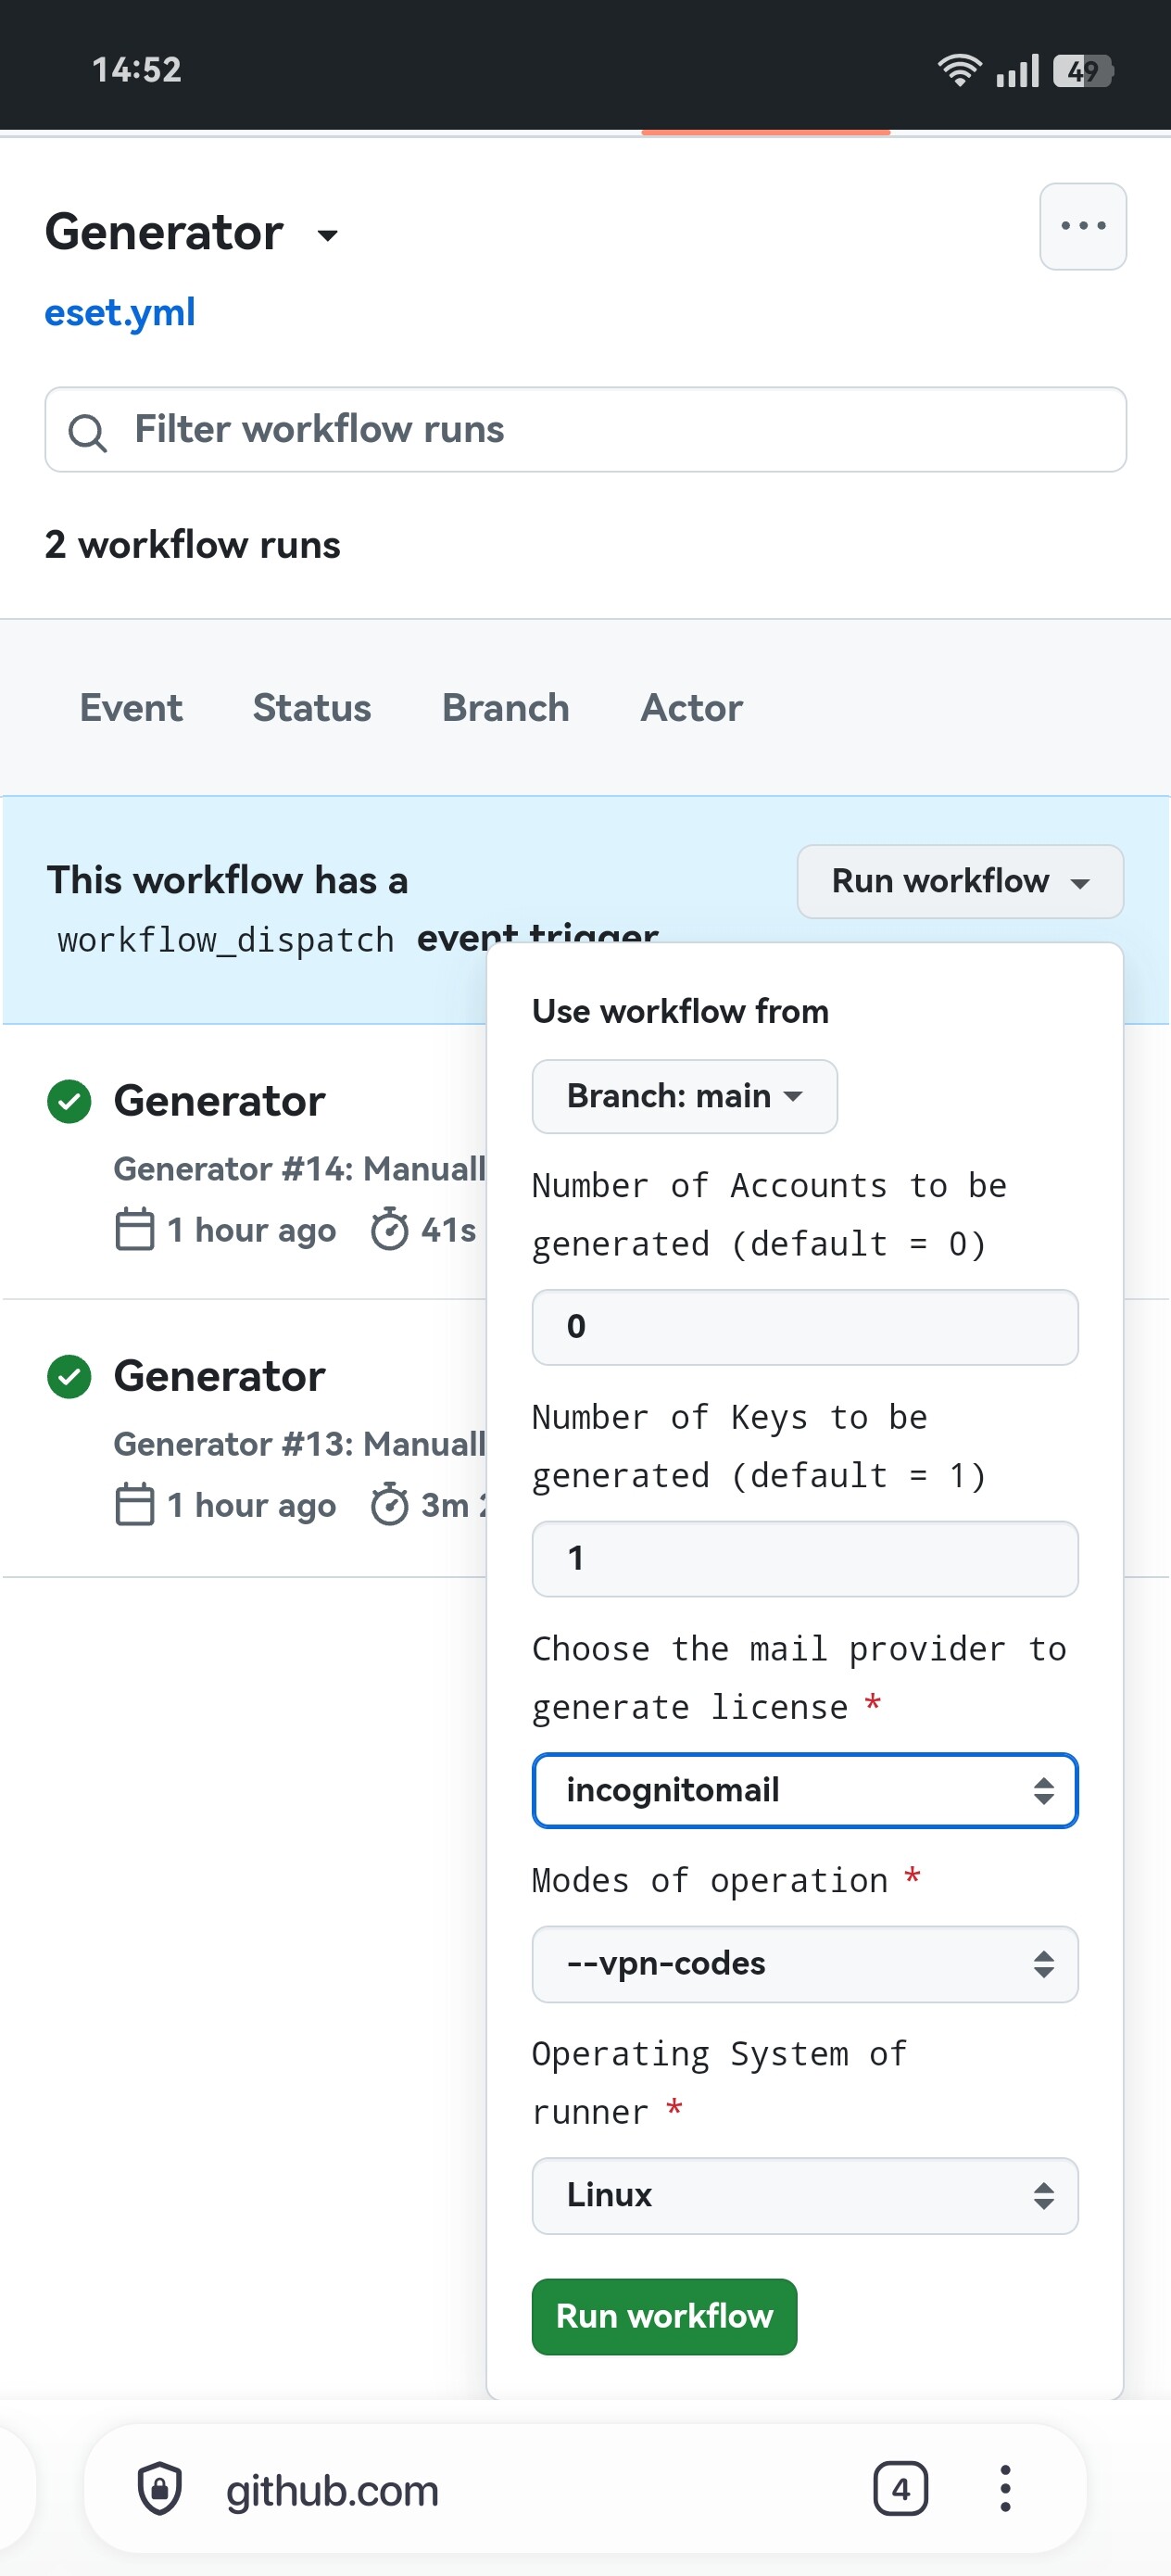 14:52
49
Generator
eset.yml
Filter workflow runs
2 workflow runs
Event Status Branch Actor
This workflow has a
workflow_dispatch event trigger
Run workflow
Use workflow from
Branch: main
Number of Accounts to be
generated (default = 0)
0
Number of Keys to be
generated (default = 1)
1
Choose the mail provider to
generate license *
incognitomail
Modes of operation *
--vpn-codes
Operating System of
runner *
Linux
Run workflow
Generator
Generator #14: Manuall
1 hour ago 41s
Generator
Generator #13: Manuall
1 hour ago 3m
github.com
4